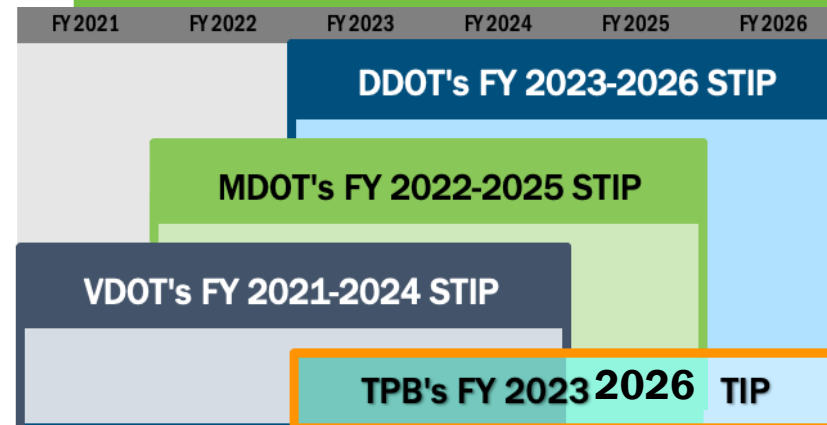 FY 2021 FY 2022 FY 2023 FY 2024 FY 2025 FY 2026
DDOT's FY 2023-2026 STIP
MDOT's FY 2022-2025 STIP
VDOT's FY 2021-2024 STIP
TPB's FY 2023 2026 TIP